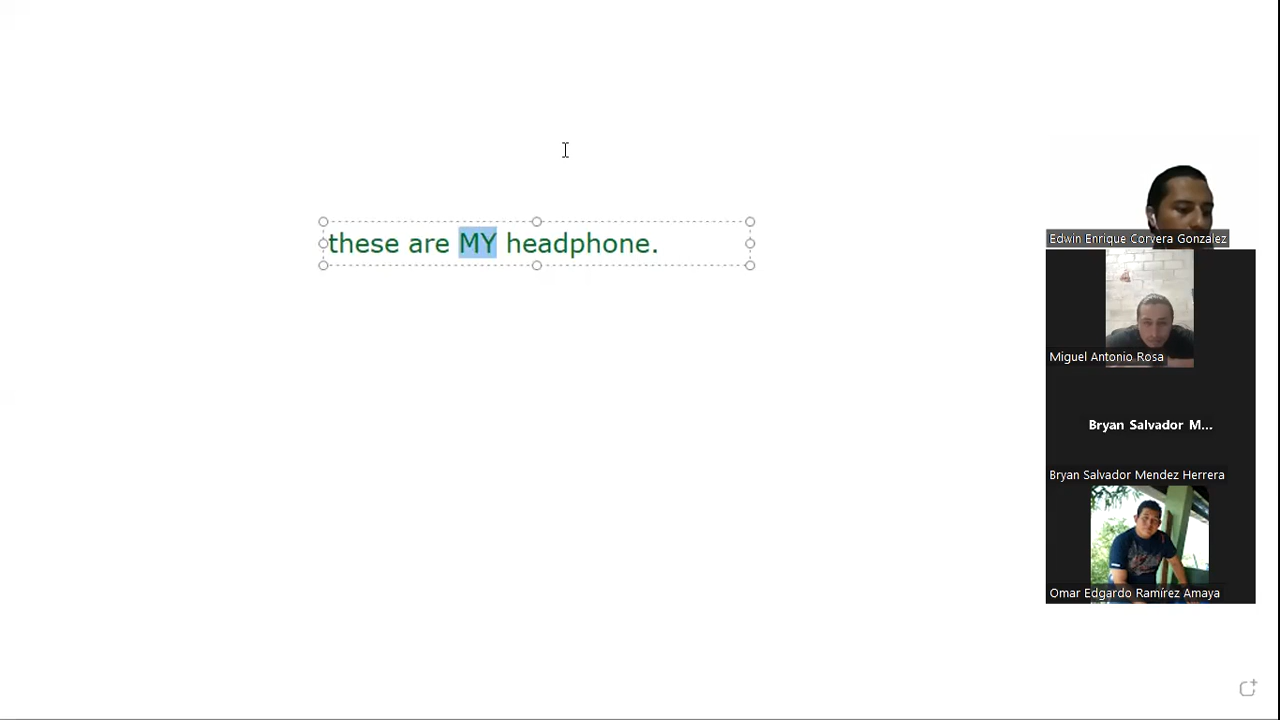 these are MY headphone.
Edwin Enrique Corvera Gonzalez
Miguel Antonio Rosa
Bryan Salvador M...
Bryan Salvador Mendez Herrera
Omar Edgardo Ramírez Amaya